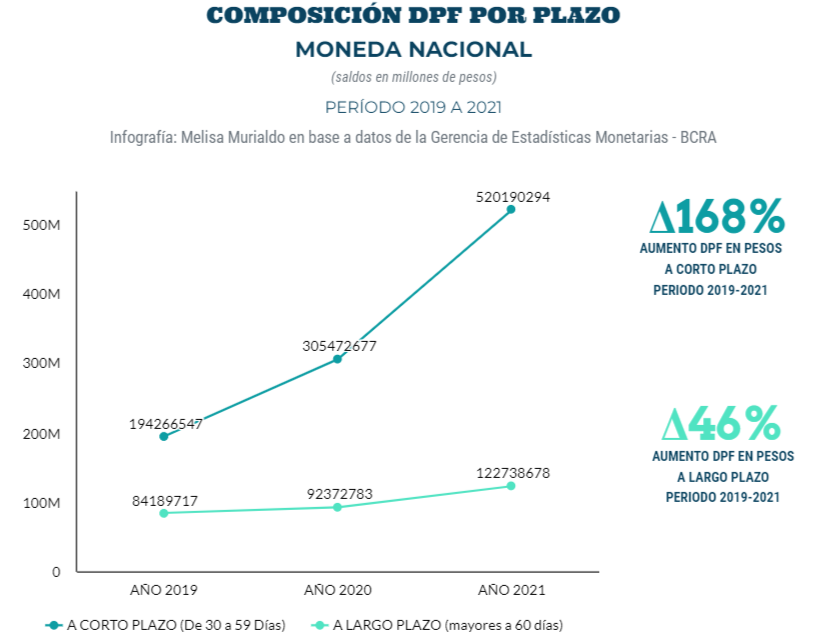 COMPOSICIÓN DPF POR PLAZO
MONEDA NACIONAL
(saldos en millones de pesos)
PERÍODO 2019 A 2021
Infografía: Melisa Murialdo en base a datos de la Gerencia de Estadísticas Monetarias - BCRA
500M
400M
300M
200M
100M
0
520190294
305472677
194266547
122738678
92372783
84189717
AÑO 2019
AÑO 2020
AÑO 2021
A CORTO PLAZO (De 30 a 59 Días)
A LARGO PLAZO (mayores a 60 días)
Δ168%
AUMENTO DPF EN PESOS
A CORTO PLAZO
PERIODO 2019-2021
Δ46%
AUMENTO DPF EN PESOS
A LARGO PLAZO
PERIODO 2019-2021